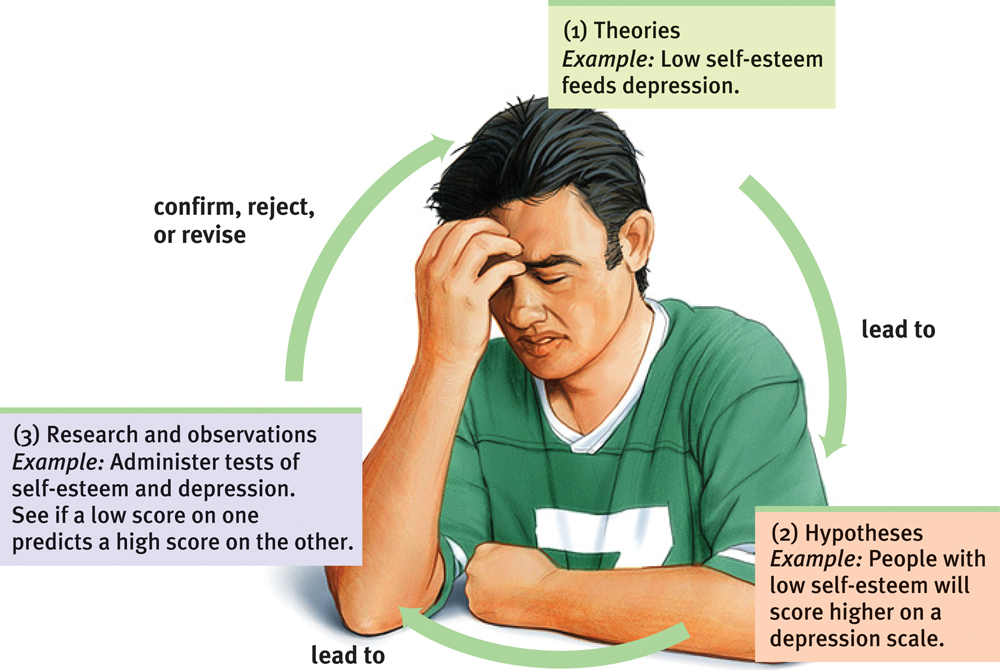 (1) Theories
Example: Low self-esteem
feeds depression.
confirm, reject,
or revise
lead to
(3) Research and observations
Example: Administer tests of
self-esteem and depression.
See if a low score on one
predicts a high score on the other.
(2) Hypotheses
Example: People with
low self-esteem will
score higher on a
depression scale.
lead to
7